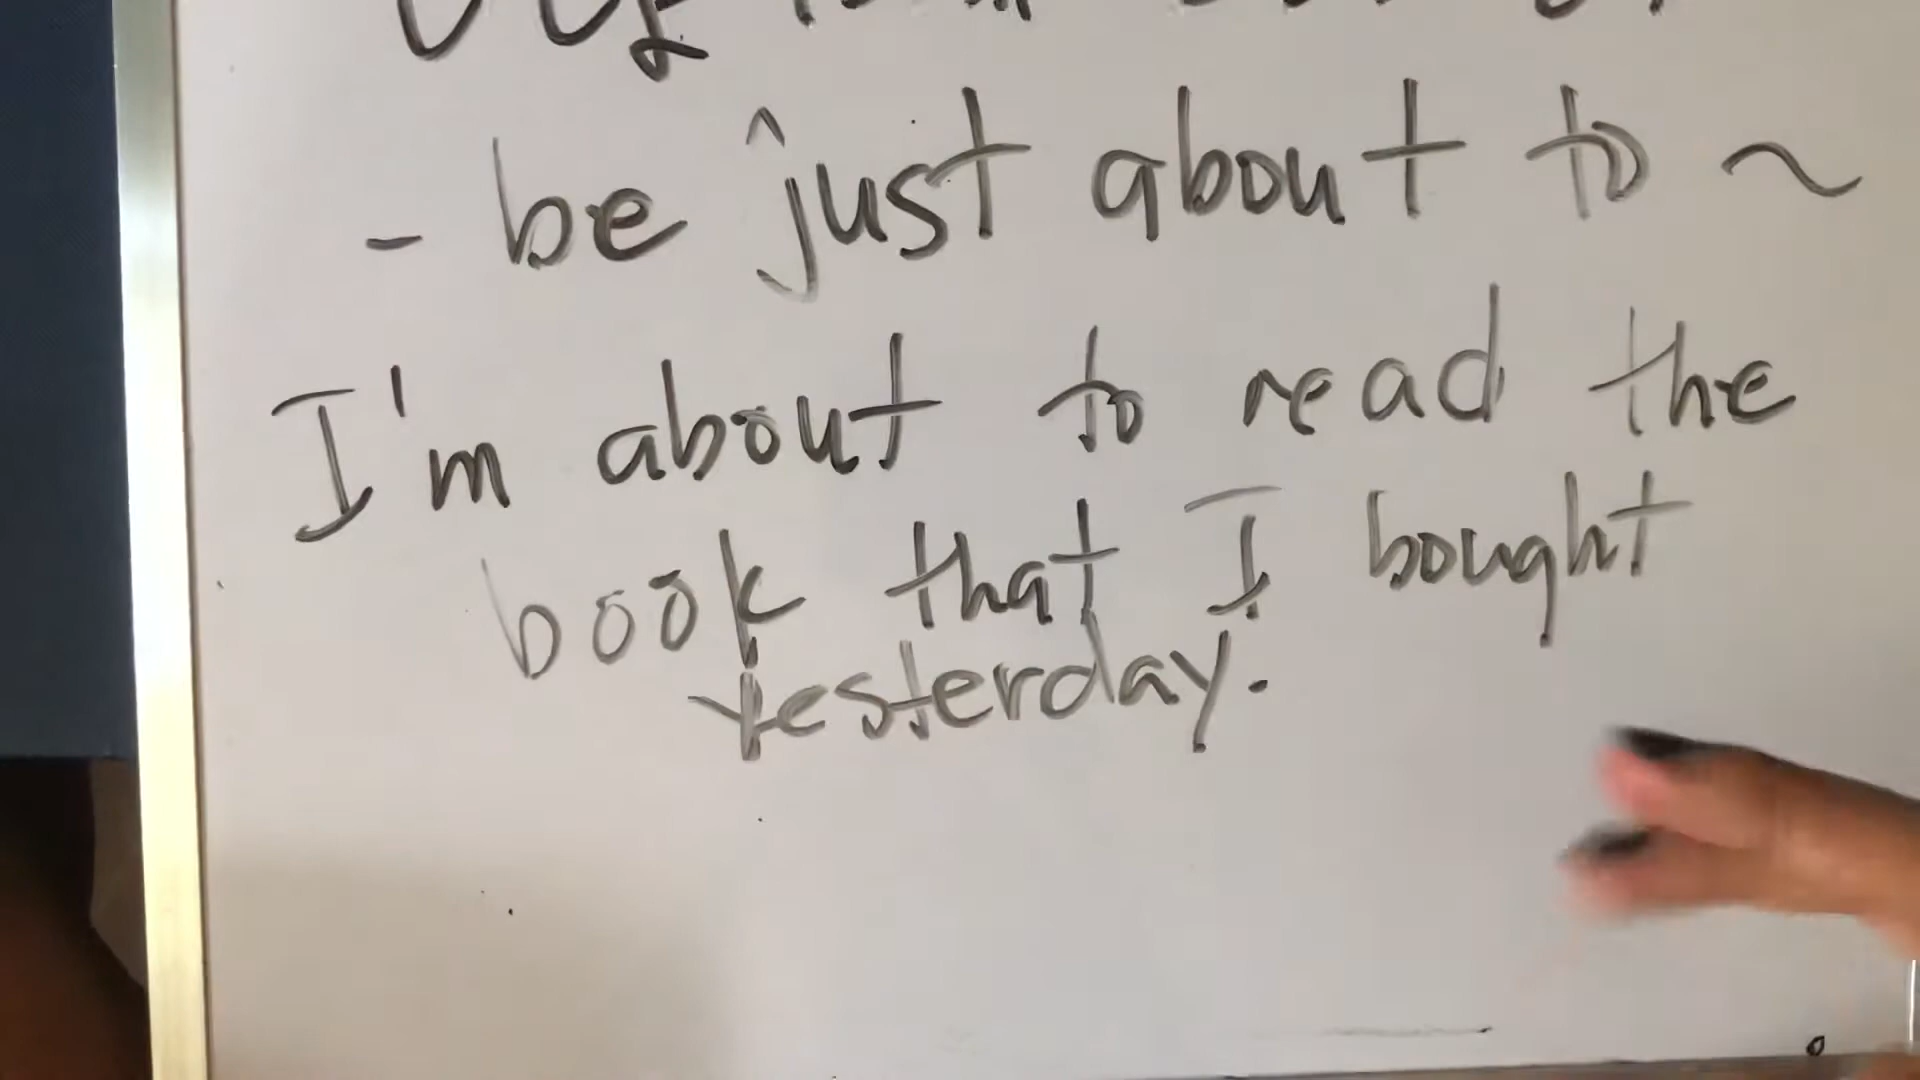 - be ^just about to ~
I'm about to read the
book that I bought
yesterday.